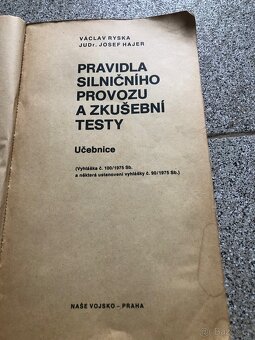 VÁCLAV RYSKA
JUDr. JOSEF HAJER
PRAVIDLA
SILNIČNÍHO
PROVOZU
A ZKUŠEBNÍ
TESTY
Učebnice
(Vyhláška č. 100/1975 Sb.
a některá ustanovení vyhlášky č. 90/1975 Sb.)
NAŠE VOJSKO – PRAHA